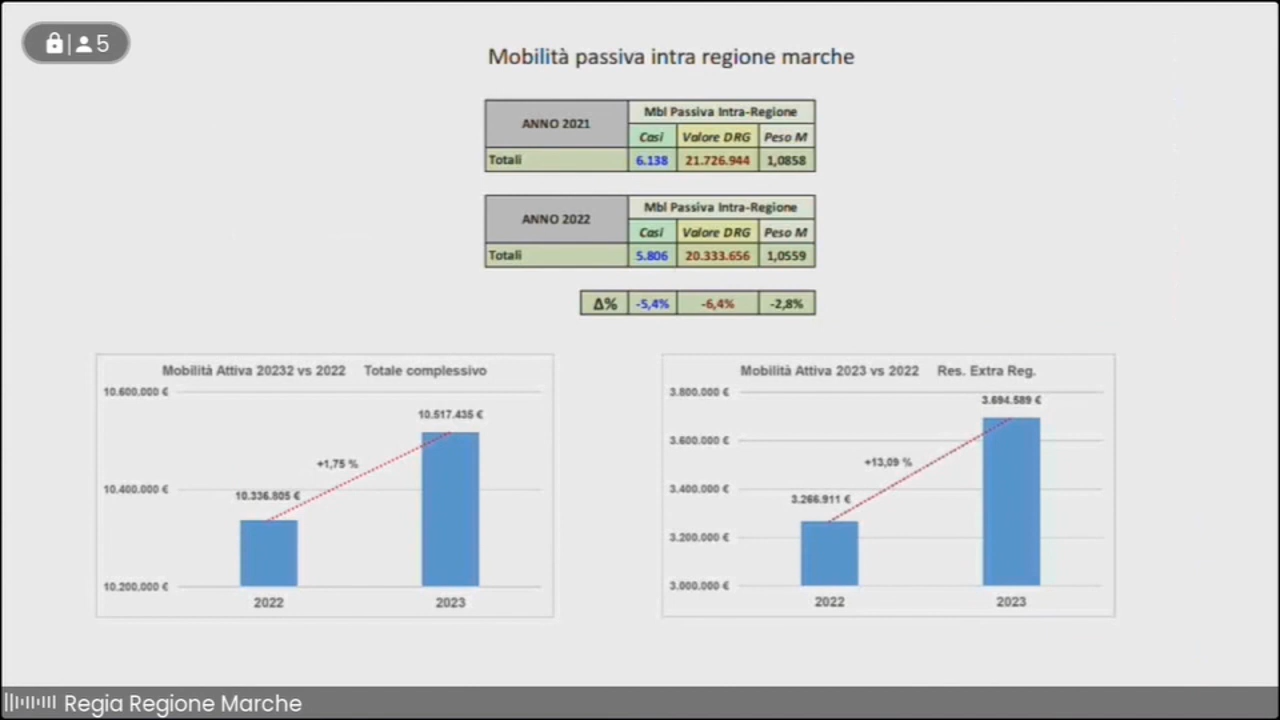 5
Mobilità passiva intra regione marche
ANNO 2021
Mbl Passiva Intra-Regione
Casi Valore DRG Peso M
Totali 6.138 21.726.944 1,0858
ANNO 2022
Mbl Passiva Intra-Regione
Casi Valore DRG Peso M
Totali 5.806 20.333.656 1,0559
Δ% -5,4% -6,4% -2,8%
Mobilità Attiva 20232 vs 2022 Totale complessivo
10.600.000 €
10.517.435 €
+1,75 %
10.400.000 €
10.336.805 €
10.200.000 €
2022 2023
Mobilità Attiva 2023 vs 2022 Res. Extra Reg.
3.800.000 €
3.694.589 €
3.600.000 €
+13,09 %
3.400.000 €
3.266.911 €
3.200.000 €
3.000.000 €
2022 2023
Regia Regione Marche